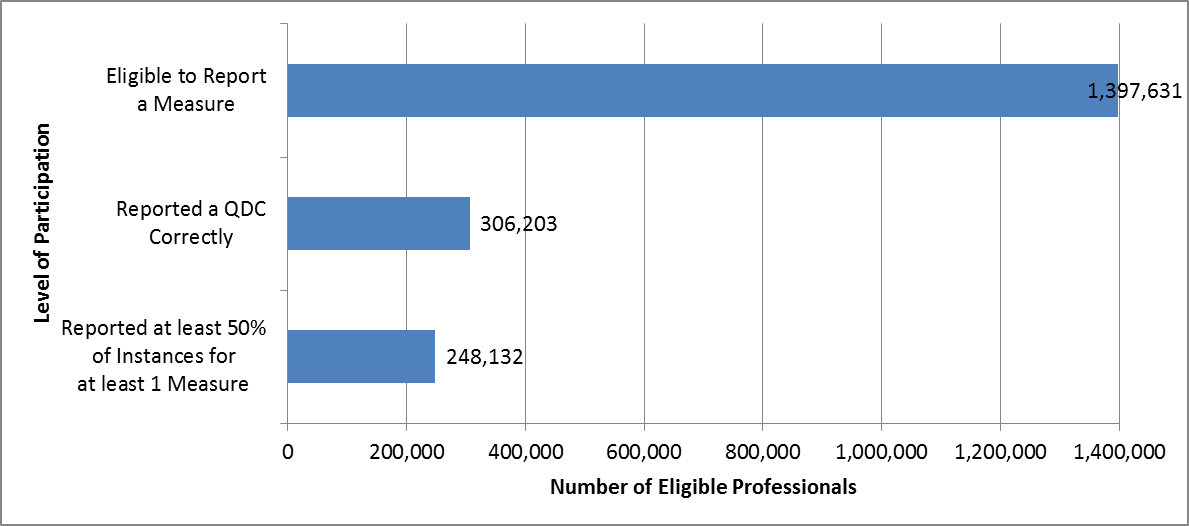 Level of Participation
Eligible to Report
a Measure
1,397,631
Reported a QDC
Correctly
306,203
Reported at least 50%
of Instances for
at least 1 Measure
248,132
0 200,000 400,000 600,000 800,000 1,000,000 1,200,000 1,400,000
Number of Eligible Professionals